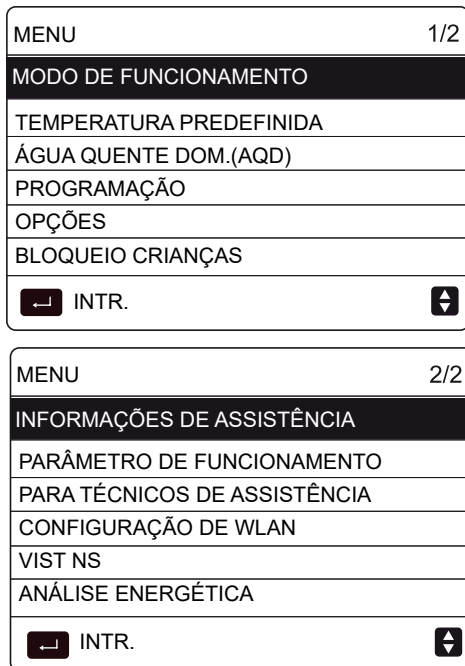 MENU 1/2
MODO DE FUNCIONAMENTO
TEMPERATURA PREDEFINIDA
ÁGUA QUENTE DOM.(AQD)
PROGRAMAÇÃO
OPÇÕES
BLOQUEIO CRIANÇAS
INTR.
MENU 2/2
INFORMAÇÕES DE ASSISTÊNCIA
PARÂMETRO DE FUNCIONAMENTO
PARA TÉCNICOS DE ASSISTÊNCIA
CONFIGURAÇÃO DE WLAN
VIST NS
ANÁLISE ENERGÉTICA
INTR.